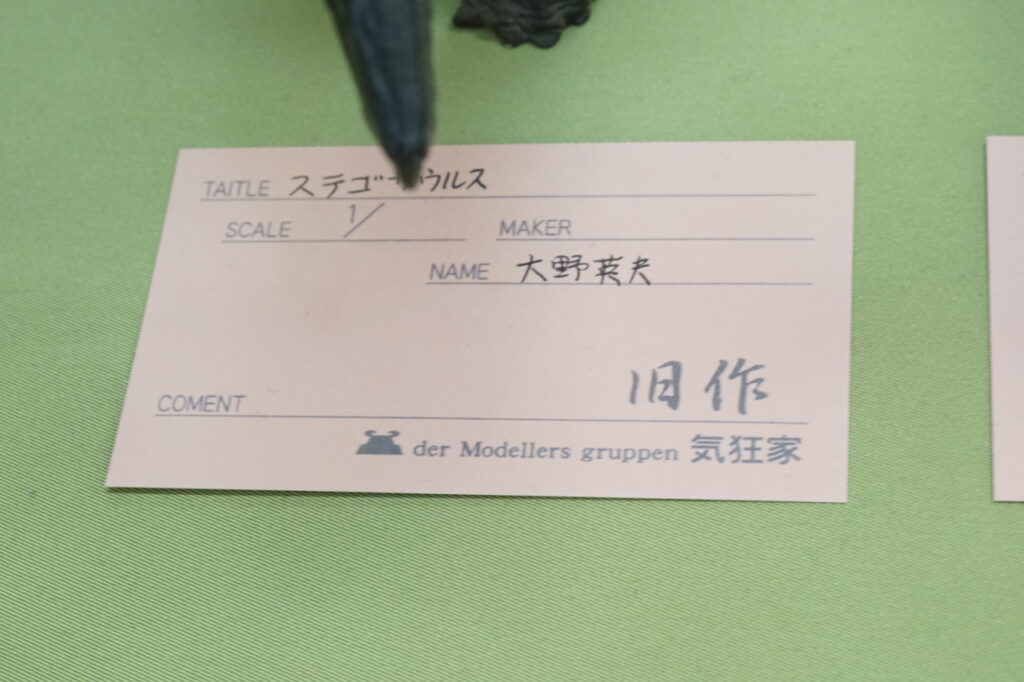 TAITLE ステゴサウルス
SCALE 1/ MAKER
NAME 大野英夫
旧作
COMENT
der Modellers gruppen 気狂家